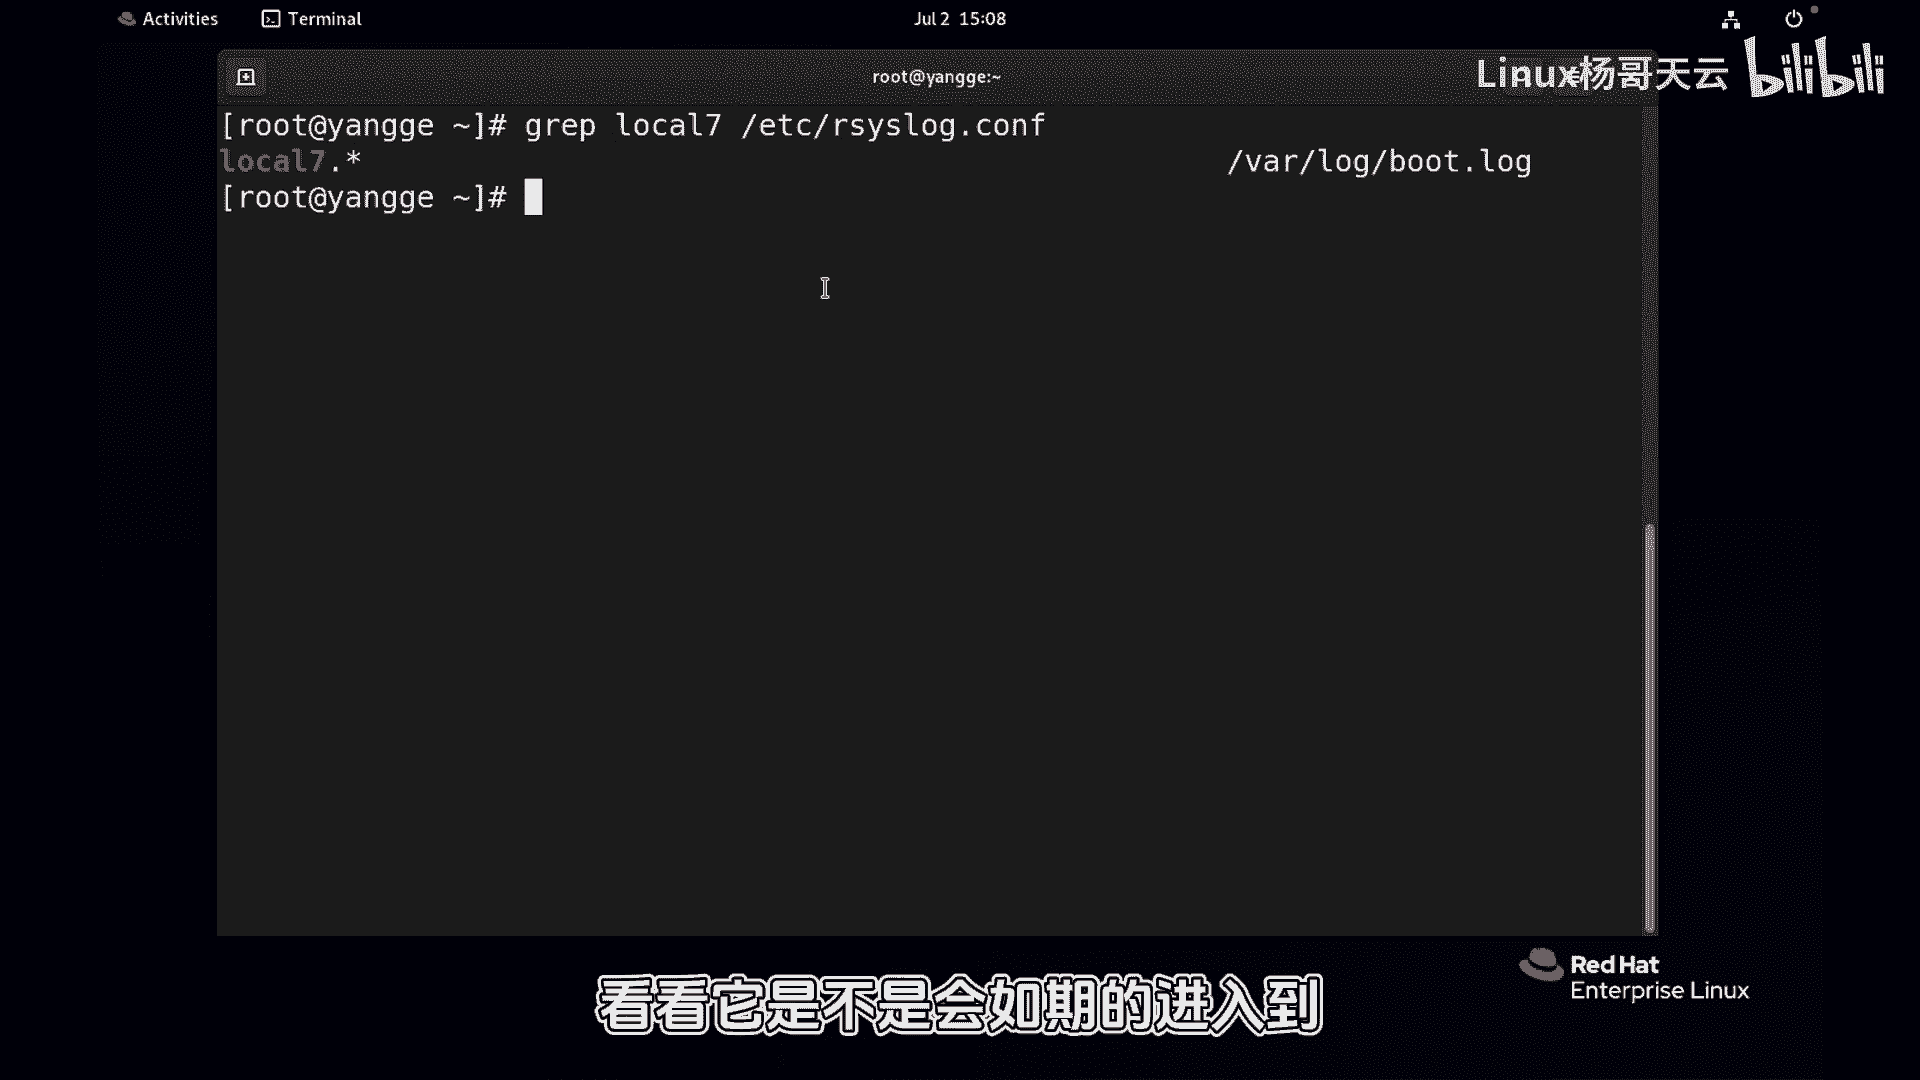 Activities Terminal Jul 2 15:08
root@yangge:~
Linux杨哥天云 bilibili
[root@yangge ~]# grep local7 /etc/rsyslog.conf
local7.* /var/log/boot.log
[root@yangge ~]#
Red Hat
Enterprise Linux
看看它是不是会如期的进入到